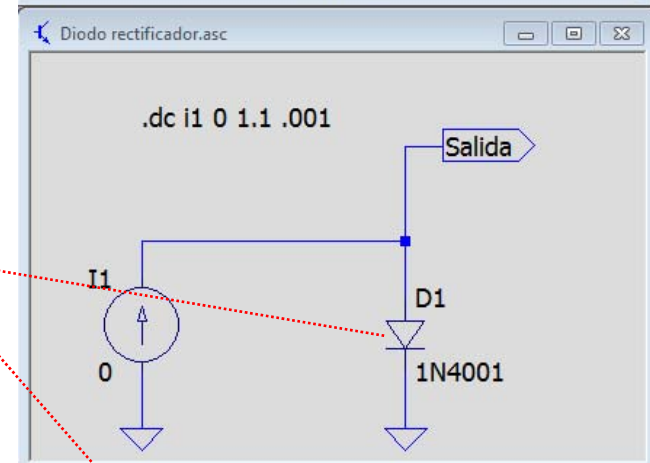 Diodo rectificador.asc
.dc i1 0 1.1 .001
Salida
I1
D1
0
1N4001